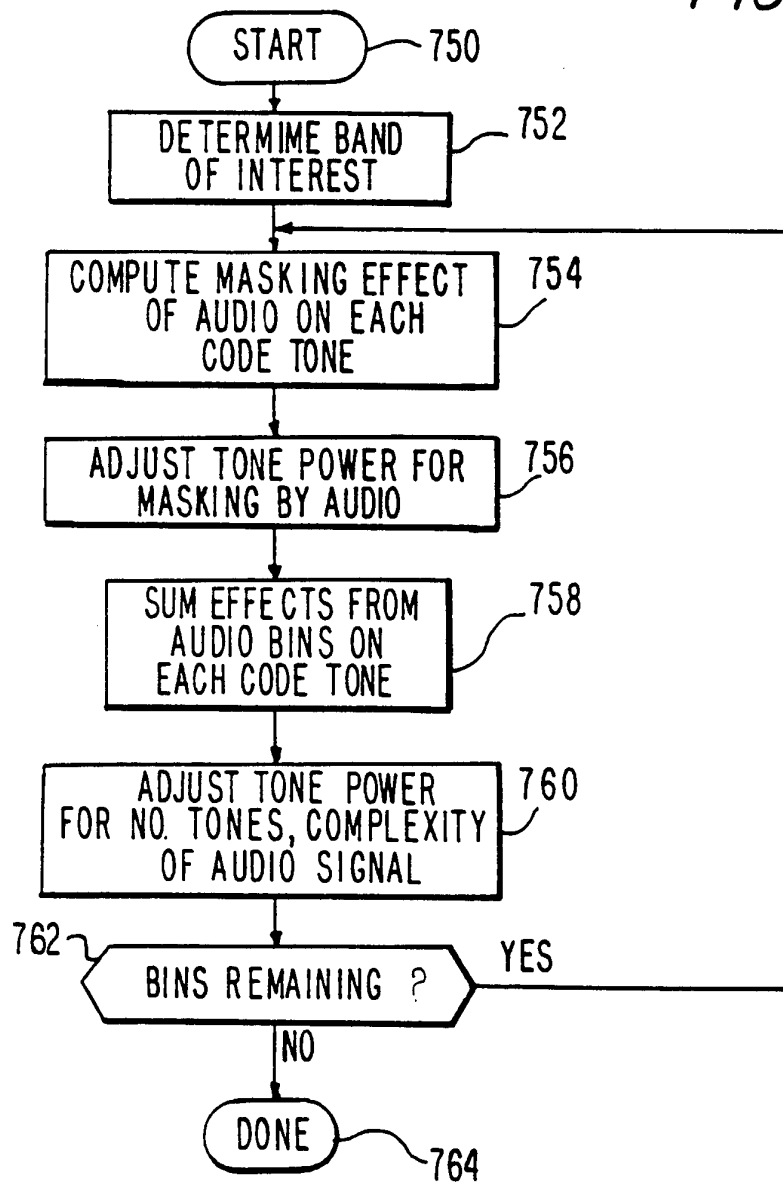 START
750
DETERMIME BAND
OF INTEREST
752
COMPUTE MASKING EFFECT
OF AUDIO ON EACH
CODE TONE
754
ADJUST TONE POWER FOR
MASKING BY AUDIO
756
SUM EFFECTS FROM
AUDIO BINS ON
EACH CODE TONE
758
ADJUST TONE POWER
FOR NO. TONES, COMPLEXITY
OF AUDIO SIGNAL
760
762
BINS REMAINING ?
YES
NO
DONE
764